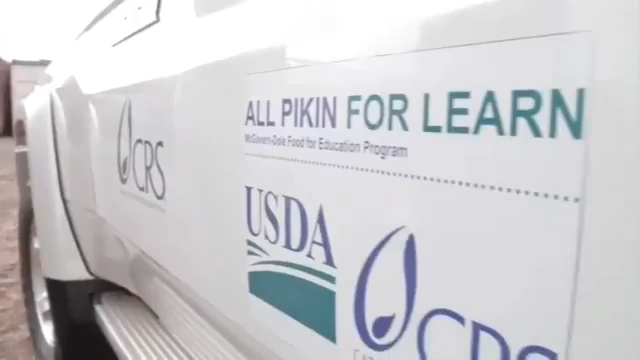 ALL PIKIN FOR LEARN
McGovern-Dole Food for Education Program
CRS
USDA
CRS